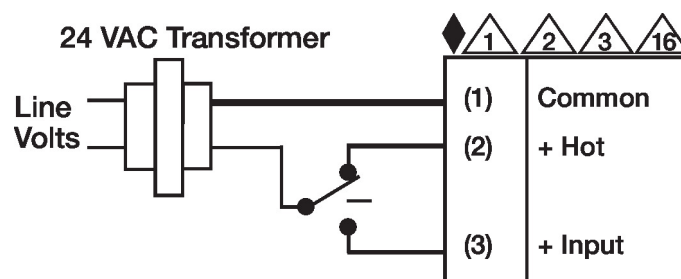 24 VAC Transformer
1 2 3 16
Line
Volts
(1) Common
(2) + Hot
(3) + Input